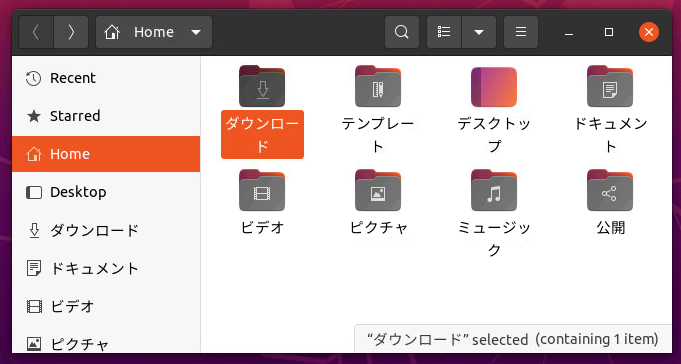 Home
Recent
Starred
Home
Desktop
ダウンロード
ドキュメント
ビデオ
ピクチャ
ダウンロー
ド
テンプレー
ト
デスクトッ
プ
ドキュメン
ト
ビデオ
ピクチャ
ミュージッ
ク
公開
“ダウンロード” selected (containing 1 item)